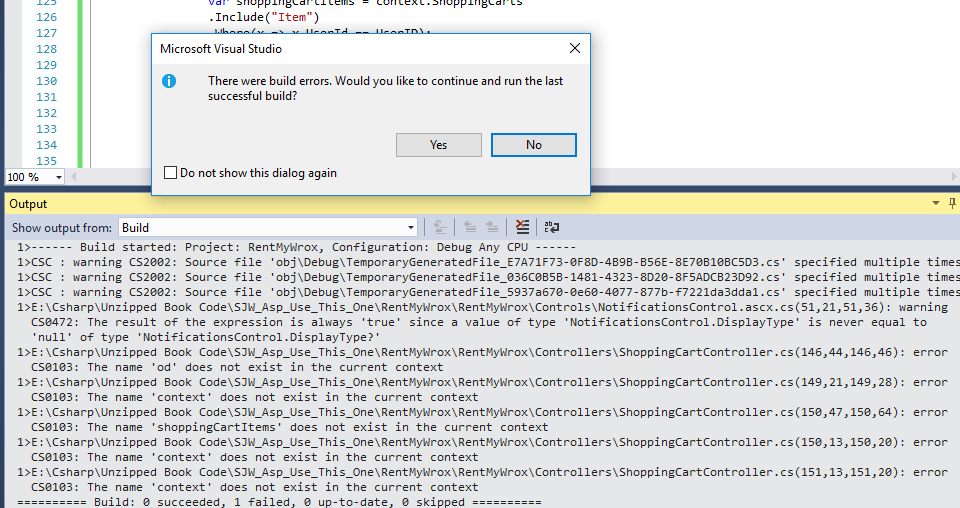 125 var shoppingCartItems = context.ShoppingCarts
126 .Include("Item")
127 .Where(x => x.UserId == UserID);
128
129
130
131
132
133
134
135
Microsoft Visual Studio
There were build errors. Would you like to continue and run the last
successful build?
Yes No
Do not show this dialog again
100 %
Output
Show output from: Build
1>------ Build started: Project: RentMyWrox, Configuration: Debug Any CPU ------
1>CSC : warning CS2002: Source file 'obj\Debug\TemporaryGeneratedFile_E7A71F73-0F8D-4B9B-B56E-8E70B10BC5D3.cs' specified multiple times
1>CSC : warning CS2002: Source file 'obj\Debug\TemporaryGeneratedFile_036C0B5B-1481-4323-8D20-8F5ADCB23D92.cs' specified multiple times
1>CSC : warning CS2002: Source file 'obj\Debug\TemporaryGeneratedFile_5937a670-0e60-4077-877b-f7221da3dda1.cs' specified multiple times
1>E:\Csharp\Unzipped Book Code\SJW_Asp_Use_This_One\RentMyWrox\RentMyWrox\Controls\NotificationsControl.ascx.cs(51,21,51,36): warning
CS0472: The result of the expression is always 'true' since a value of type 'NotificationsControl.DisplayType' is never equal to
'null' of type 'NotificationsControl.DisplayType?'
1>E:\Csharp\Unzipped Book Code\SJW_Asp_Use_This_One\RentMyWrox\RentMyWrox\Controllers\ShoppingCartController.cs(146,44,146,46): error
CS0103: The name 'od' does not exist in the current context
1>E:\Csharp\Unzipped Book Code\SJW_Asp_Use_This_One\RentMyWrox\RentMyWrox\Controllers\ShoppingCartController.cs(149,21,149,28): error
CS0103: The name 'context' does not exist in the current context
1>E:\Csharp\Unzipped Book Code\SJW_Asp_Use_This_One\RentMyWrox\RentMyWrox\Controllers\ShoppingCartController.cs(150,47,150,64): error
CS0103: The name 'shoppingCartItems' does not exist in the current context
1>E:\Csharp\Unzipped Book Code\SJW_Asp_Use_This_One\RentMyWrox\RentMyWrox\Controllers\ShoppingCartController.cs(150,13,150,20): error
CS0103: The name 'context' does not exist in the current context
1>E:\Csharp\Unzipped Book Code\SJW_Asp_Use_This_One\RentMyWrox\RentMyWrox\Controllers\ShoppingCartController.cs(151,13,151,20): error
CS0103: The name 'context' does not exist in the current context
========== Build: 0 succeeded, 1 failed, 0 up-to-date, 0 skipped ==========